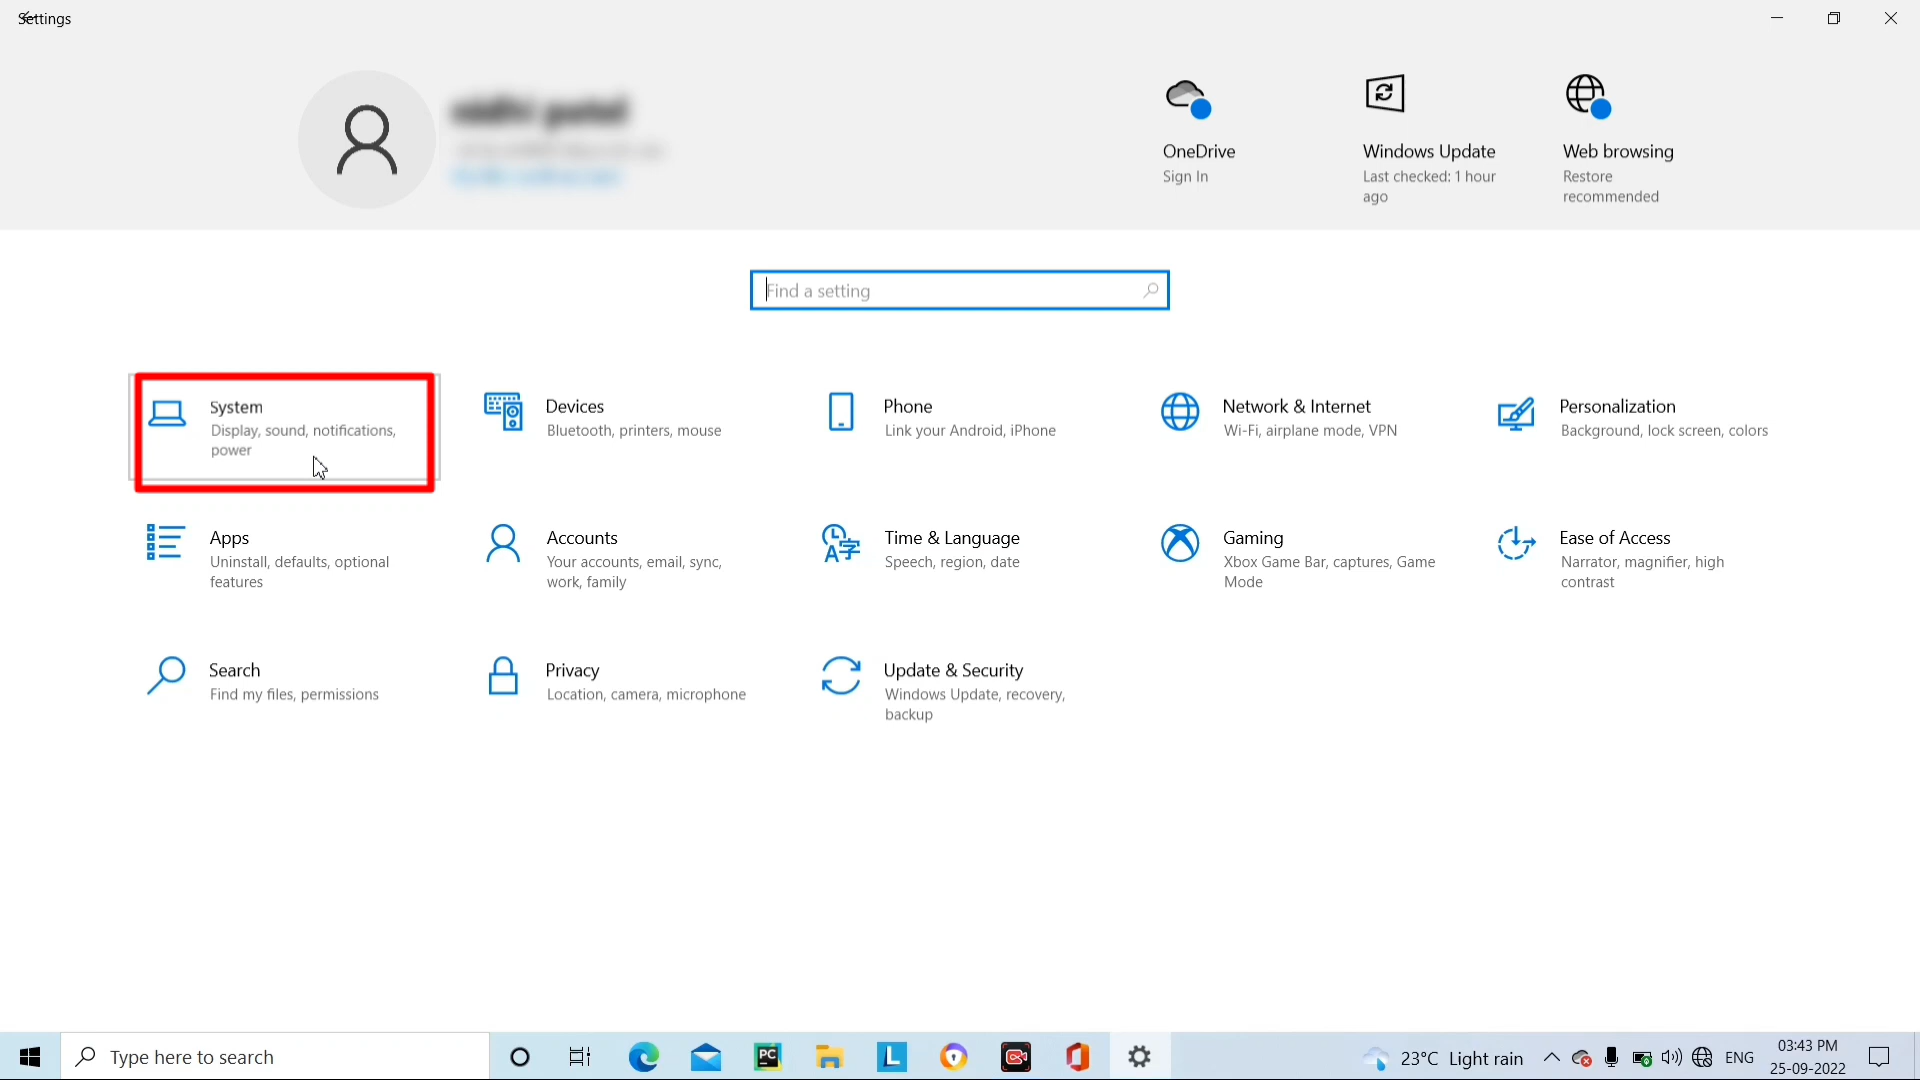 Settings
OneDrive
Sign In
Windows Update
Last checked: 1 hour
ago
Web browsing
Restore
recommended
Find a setting
System
Display, sound, notifications,
power
Devices
Bluetooth, printers, mouse
Phone
Link your Android, iPhone
Network & Internet
Wi-Fi, airplane mode, VPN
Personalization
Background, lock screen, colors
Apps
Uninstall, defaults, optional
features
Accounts
Your accounts, email, sync,
work, family
Time & Language
Speech, region, date
Gaming
Xbox Game Bar, captures, Game
Mode
Ease of Access
Narrator, magnifier, high
contrast
Search
Find my files, permissions
Privacy
Location, camera, microphone
Update & Security
Windows Update, recovery,
backup
Type here to search
PC
L
23°C Light rain
ENG
03:43 PM
25-09-2022